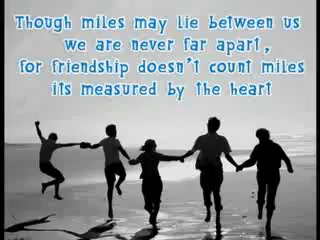 Though miles may lie between us
we are never far apart,
for friendship doesn't count miles
its measured by the heart